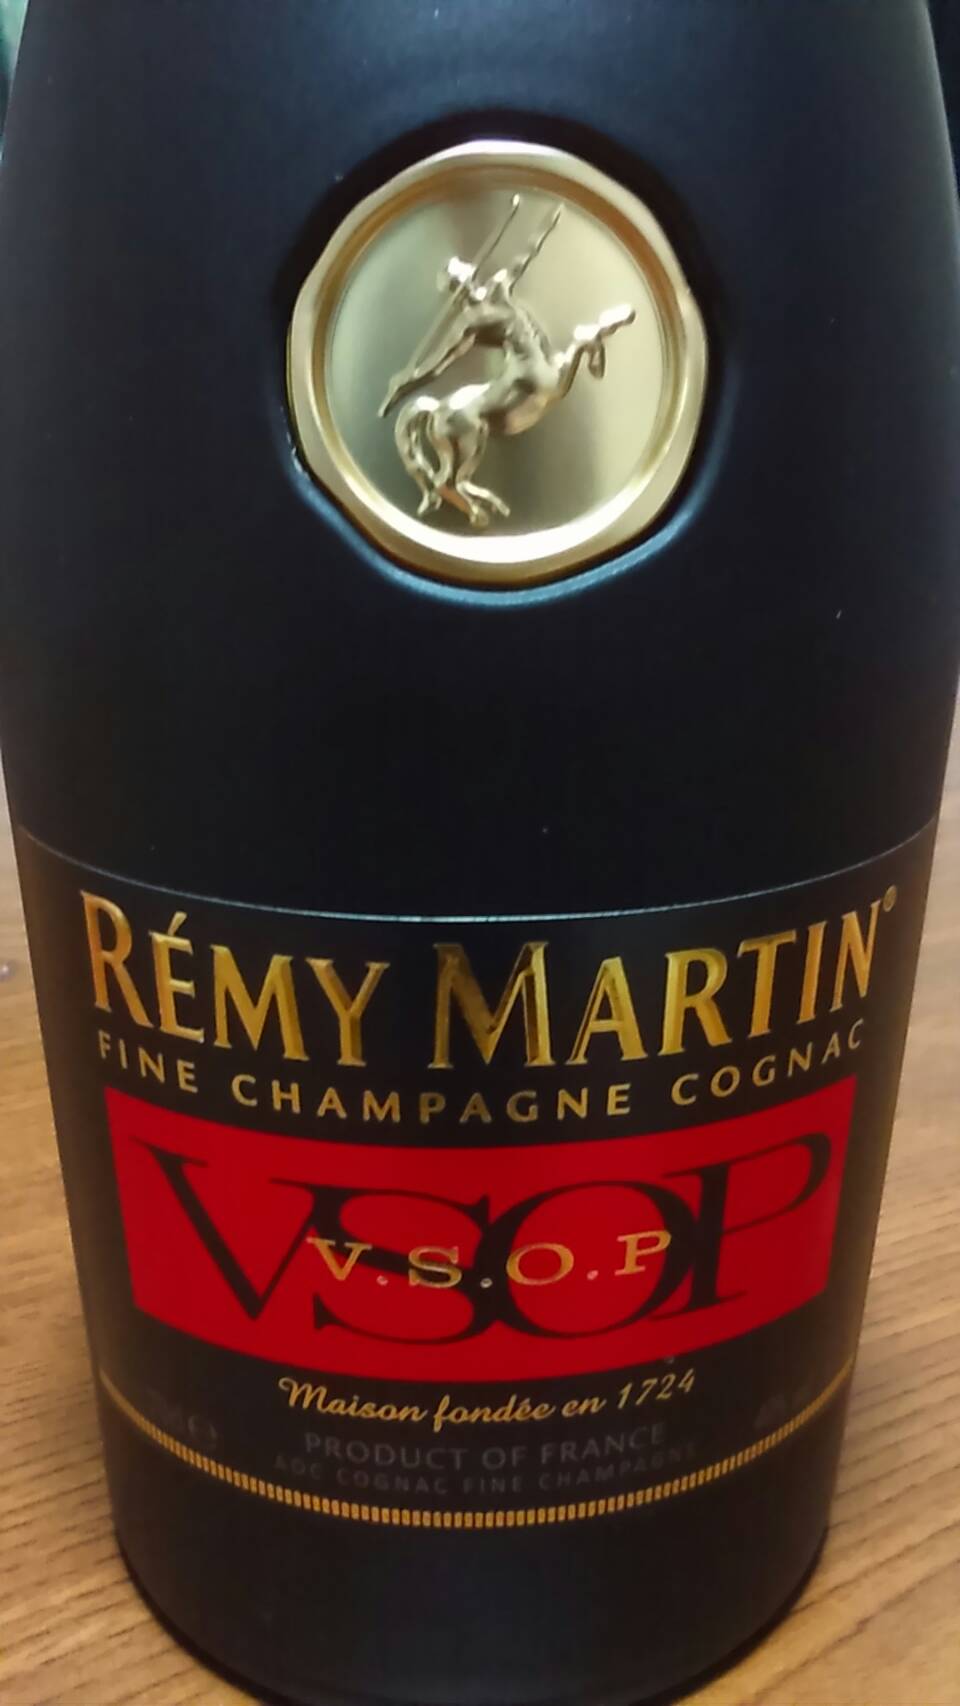 RÉMY MARTIN®
FINE CHAMPAGNE COGNAC
VSOP
V.S.O.P
Maison fondée en 1724
PRODUCT OF FRANCE
AOC COGNAC FINE CHAMPAGNE